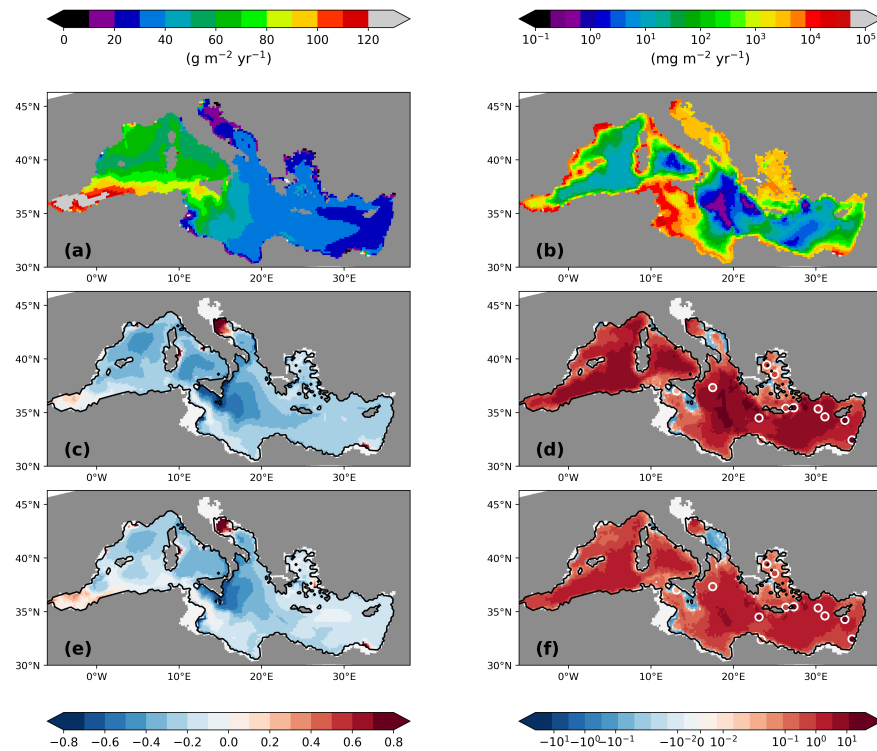 0 20 40 60 80 100 120
(g m⁻² yr⁻¹)
10⁻¹ 10⁰ 10¹ 10² 10³ 10⁴ 10⁵
(mg m⁻² yr⁻¹)
45°N
40°N
35°N
30°N
(a)
0°W 10°E 20°E 30°E
45°N
40°N
35°N
30°N
(b)
0°W 10°E 20°E 30°E
45°N
40°N
35°N
30°N
(c)
0°W 10°E 20°E 30°E
45°N
40°N
35°N
30°N
(d)
0°W 10°E 20°E 30°E
45°N
40°N
35°N
30°N
(e)
0°W 10°E 20°E 30°E
45°N
40°N
35°N
30°N
(f)
0°W 10°E 20°E 30°E
−0.8 −0.6 −0.4 −0.2 0.0 0.2 0.4 0.6 0.8
−10¹ −10⁰ −10⁻¹ −10⁻² 0 10⁻² 10⁻¹ 10⁰ 10¹